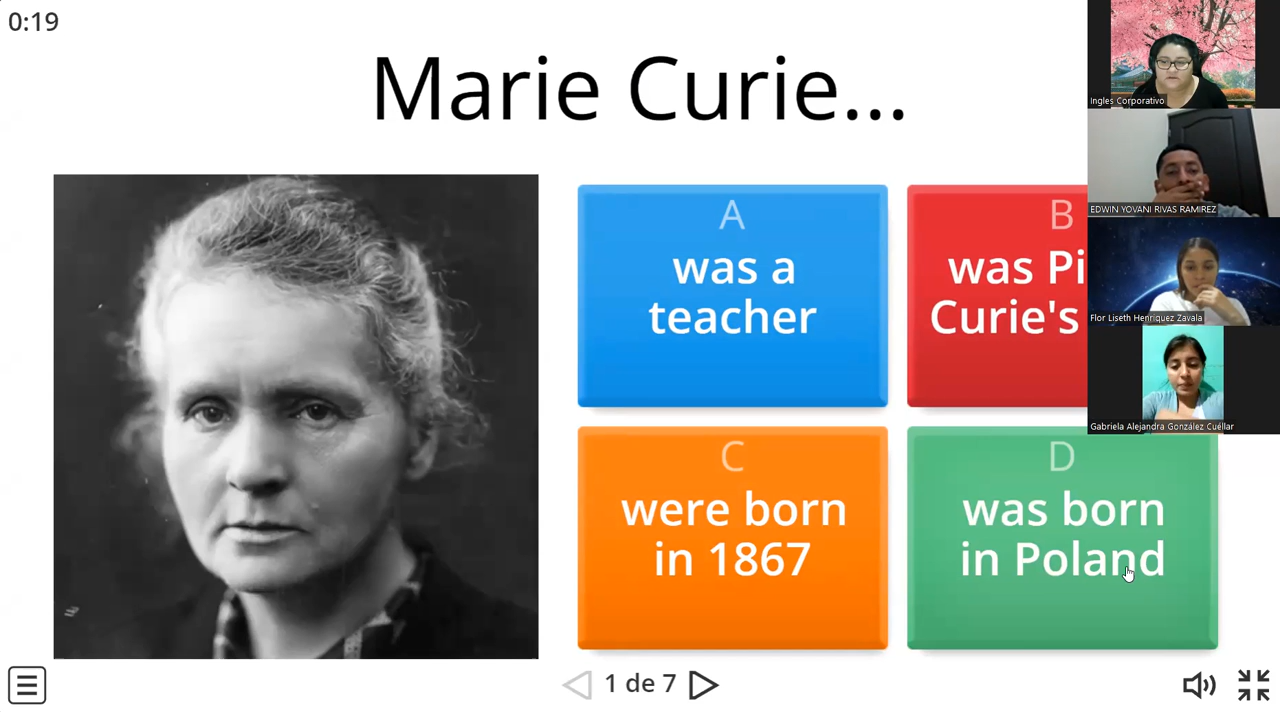 0:19
Marie Curie...
A
was a
teacher
B
was
Curie's
C
were born
in 1867
D
was born
in Poland
1 de 7
Ingles Corporativo
EDWIN YOVANI RIVAS RAMIREZ
Flor Liseth Henriquez Zavala
Gabriela Alejandra González Cuéllar